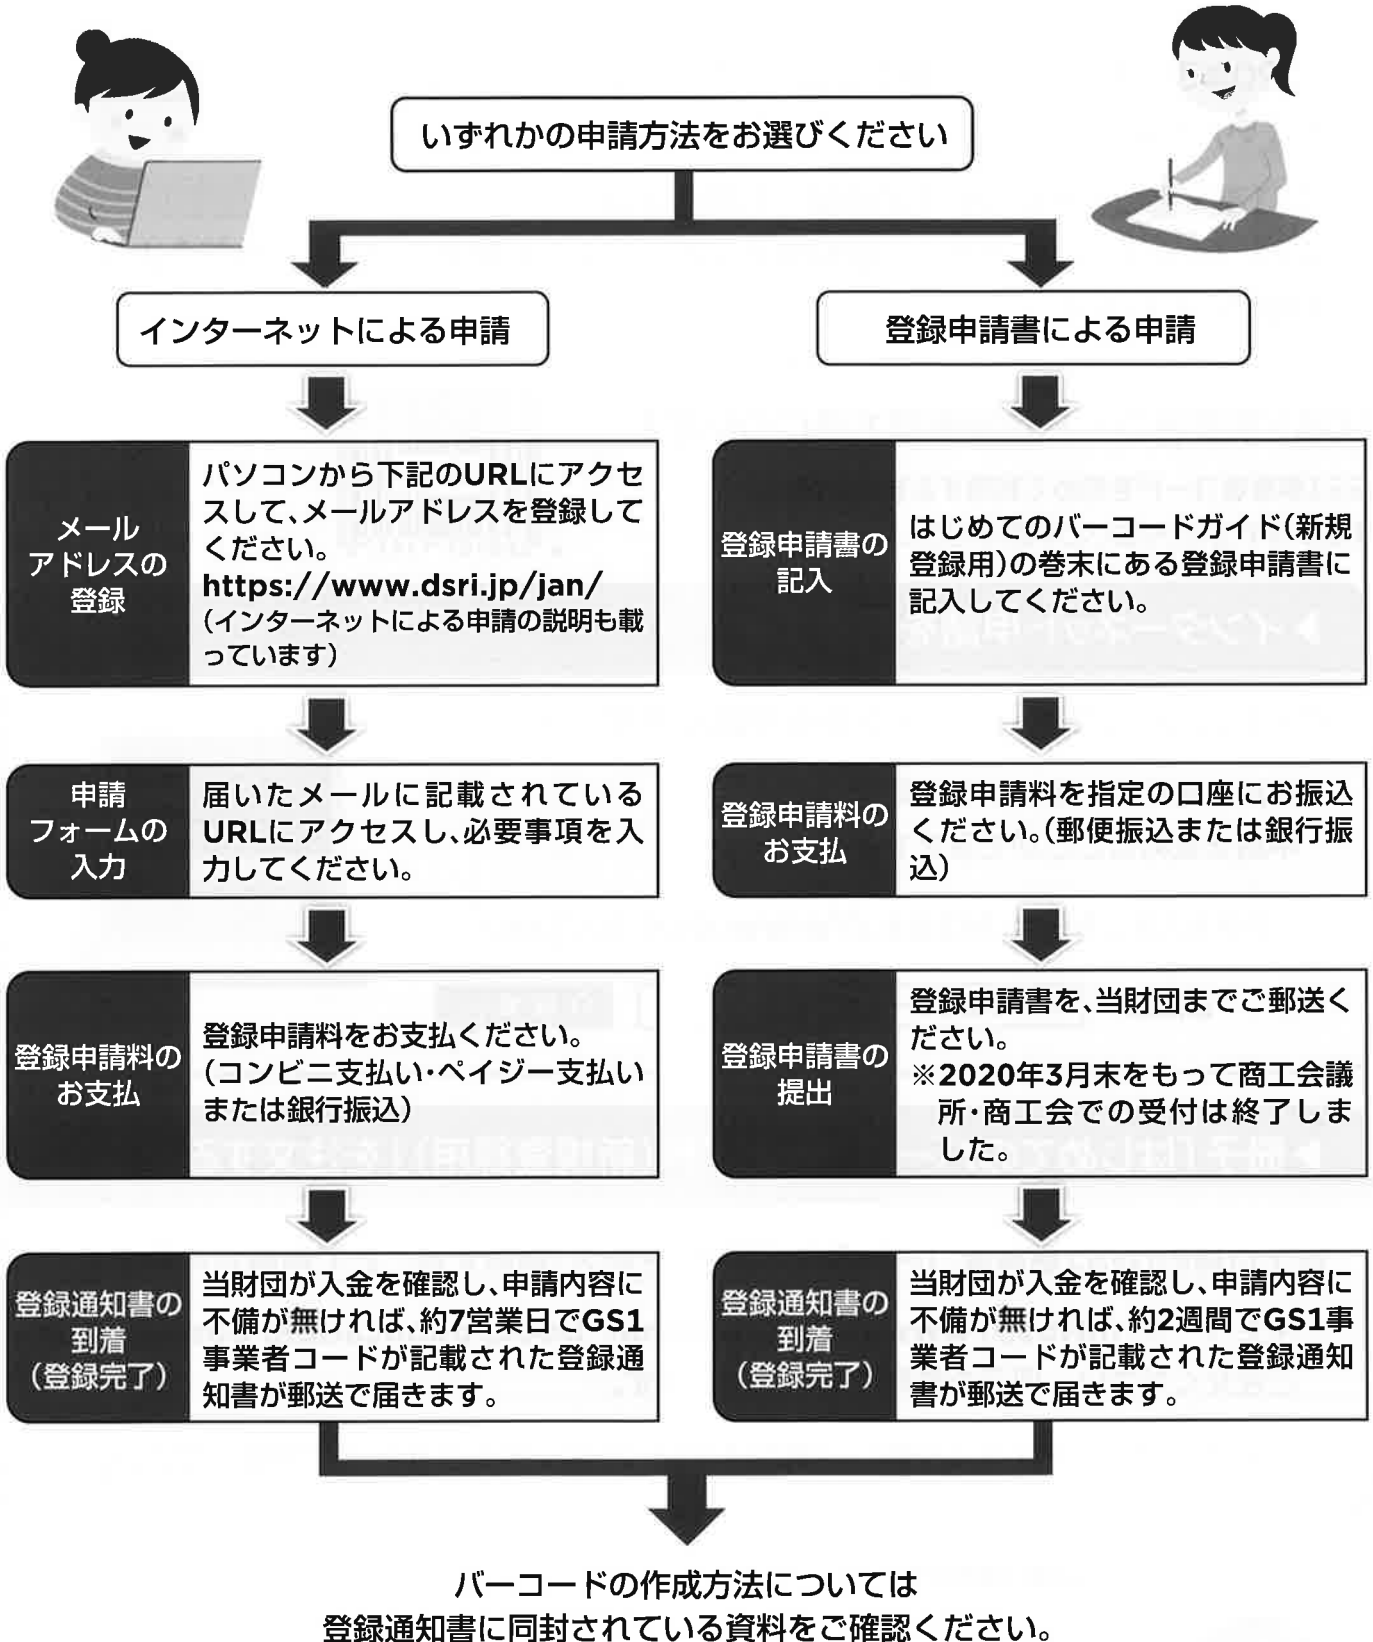 いずれかの申請方法をお選びください
インターネットによる申請
メール
アドレスの
登録
パソコンから下記のURLにアクセ
スして、メールアドレスを登録して
ください。
https://www.dsri.jp/jan/
(インターネットによる申請の説明も載
っています)
申請
フォームの
入力
届いたメールに記載されている
URLにアクセスし、必要事項を入
力してください。
登録申請料の
お支払
登録申請料をお支払ください。
(コンビニ支払い・ペイジー支払い
または銀行振込)
登録通知書の
到着
(登録完了)
当財団が入金を確認し、申請内容に
不備が無ければ、約7営業日でGS1
事業者コードが記載された登録通
知書が郵送で届きます。
登録申請書による申請
登録申請書の
記入
はじめてのバーコードガイド(新規
登録用)の巻末にある登録申請書に
記入してください。
登録申請料の
お支払
登録申請料を指定の口座にお振込
ください。(郵便振込または銀行振
込)
登録申請書の
提出
登録申請書を、当財団までご郵送く
ださい。
※2020年3月末をもって商工会議
所・商工会での受付は終了しま
した。
登録通知書の
到着
(登録完了)
当財団が入金を確認し、申請内容に
不備が無ければ、約2週間でGS1事
業者コードが記載された登録通知
書が郵送で届きます。
バーコードの作成方法については
登録通知書に同封されている資料をご確認ください。